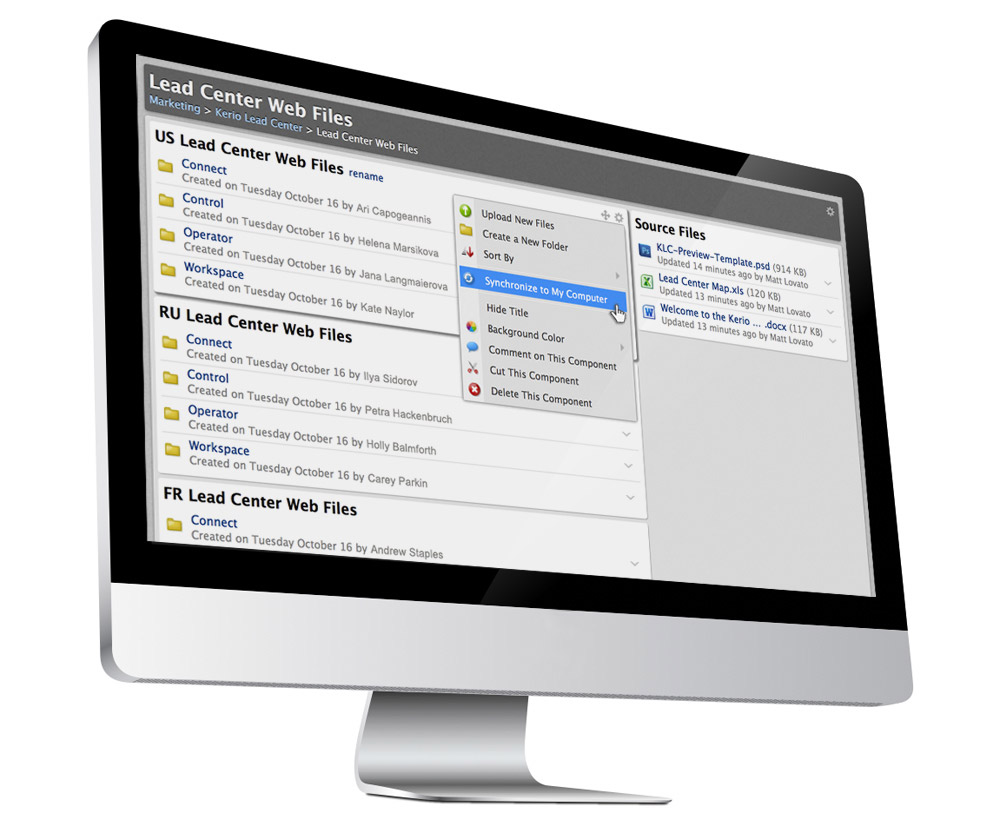 Lead Center Web Files
Marketing > Kerio Lead Center > Lead Center Web Files
US Lead Center Web Files rename
Connect
Created on Tuesday October 16 by Ari Capogeannis
Control
Created on Tuesday October 16 by Helena Marsikova
Operator
Created on Tuesday October 16 by Jana Langmaierova
Workspace
Created on Tuesday October 16 by Kate Naylor
RU Lead Center Web Files
Connect
Created on Tuesday October 16 by Ilya Sidorov
Control
Created on Tuesday October 16 by Petra Hackenbruch
Operator
Created on Tuesday October 16 by Holly Balmforth
Workspace
Created on Tuesday October 16 by Carey Parkin
FR Lead Center Web Files
Connect
Created on Tuesday October 16 by Andrew Staples
Upload New Files
Create a New Folder
Sort By
Synchronize to My Computer
Hide Title
Background Color
Comment on This Component
Cut This Component
Delete This Component
Source Files
KLC-Preview-Template.psd (914 KB)
Updated 14 minutes ago by Matt Lovato
Lead Center Map.xls (120 KB)
Updated 13 minutes ago by Matt Lovato
Welcome to the Kerio ... .docx (117 KB)
Updated 13 minutes ago by Matt Lovato